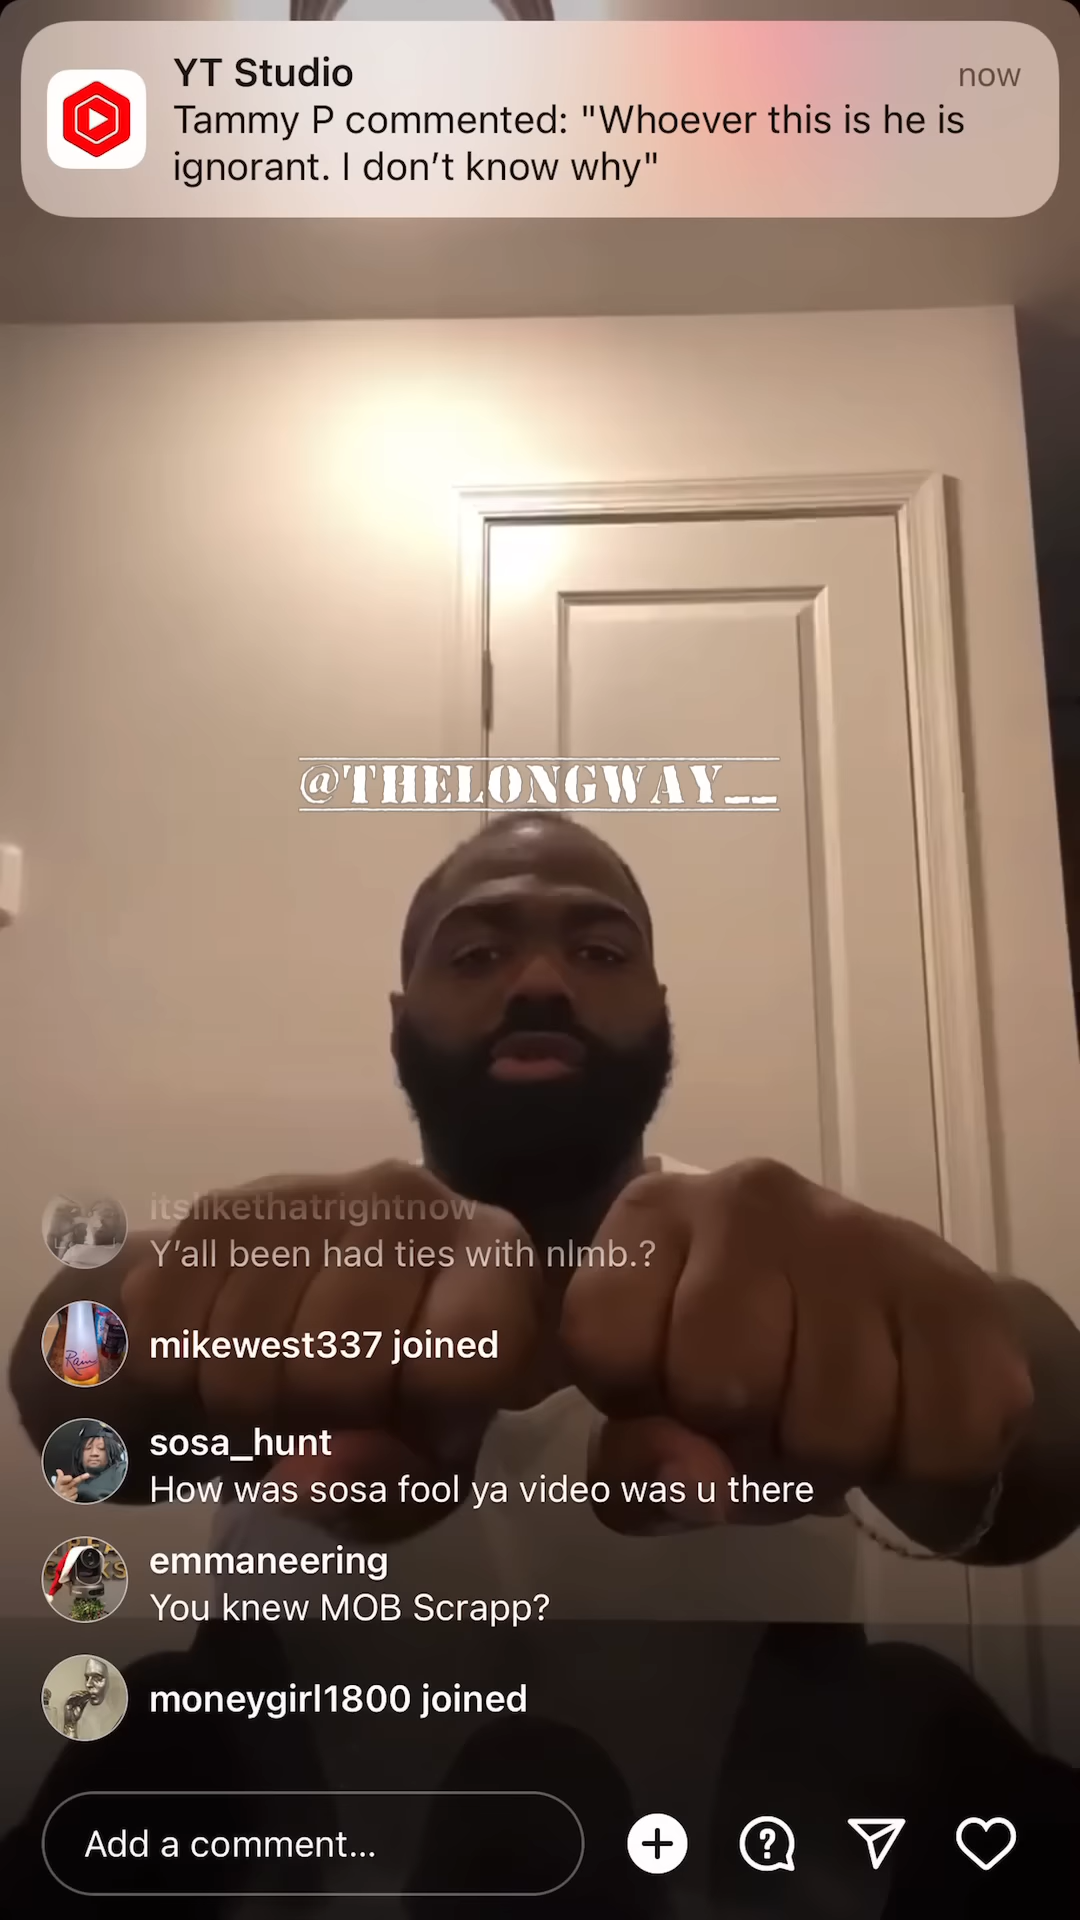 YT Studio
now
Tammy P commented: "Whoever this is he is
ignorant. I don’t know why"
@THELONGWAY__
itslikethatrightnow
Y’all been had ties with nlmb.?
Rain
mikewest337 joined
sosa_hunt
How was sosa fool ya video was u there
emmaneering
You knew MOB Scrapp?
moneygirl1800 joined
Add a comment...